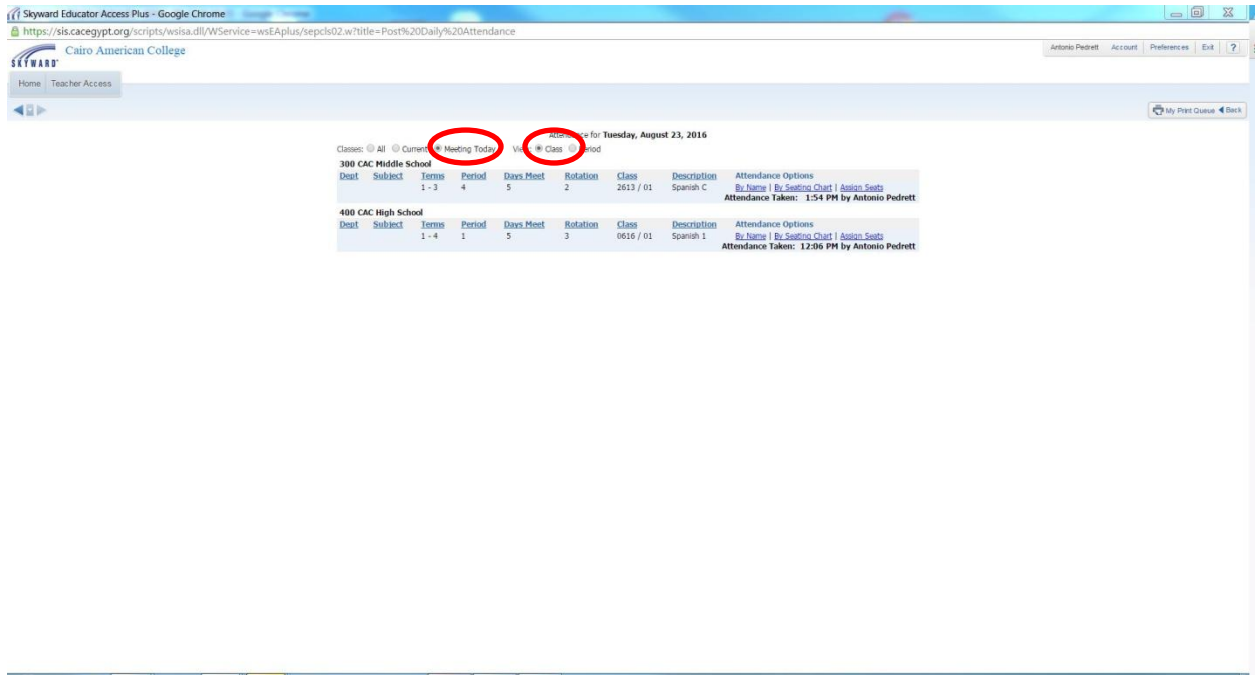 Skyward Educator Access Plus - Google Chrome
https://sis.cacegypt.org/scripts/wsisa.dll/WService=wsEAplus/sepcls02.w?title=Post%20Daily%20Attendance
SKYWARD
Cairo American College
Antonio Pedrett Account Preferences Exit ?
Home Teacher Access
My Print Queue Back
Attendance for Tuesday, August 23, 2016
Classes: All Current Meeting Today View: Class Period
300 CAC Middle School
Dept Subject Terms Period Days Meet Rotation Class Description Attendance Options
1 - 3 4 5 2 2613 / 01 Spanish C By Name | By Seating Chart | Assign Seats
Attendance Taken: 1:54 PM by Antonio Pedrett
400 CAC High School
Dept Subject Terms Period Days Meet Rotation Class Description Attendance Options
1 - 4 1 5 3 0616 / 01 Spanish 1 By Name | By Seating Chart | Assign Seats
Attendance Taken: 12:06 PM by Antonio Pedrett